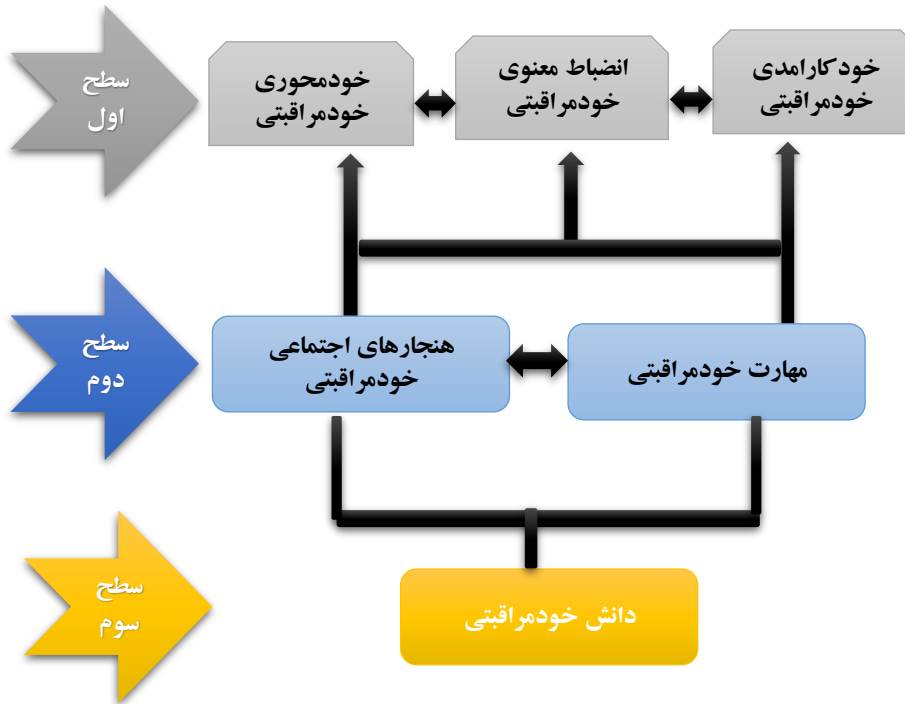 سطح
اول
خودکارامدی
خودمراقبتی
انضباط معنوی
خودمراقبتی
خودمحوری
خودمراقبتی
سطح
دوم
مهارت خودمراقبتی
هنجارهای اجتماعی
خودمراقبتی
سطح
سوم
دانش خودمراقبتی